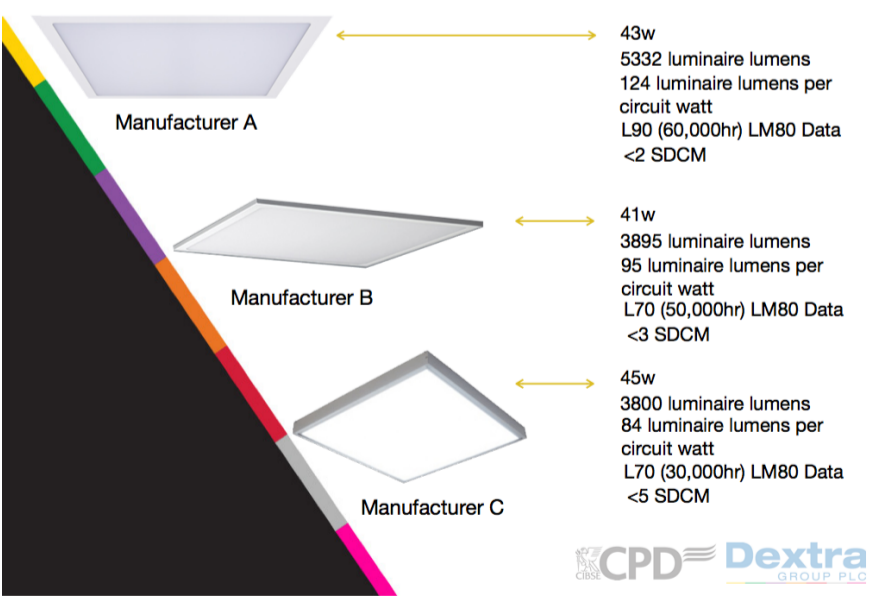 43w
5332 luminaire lumens
124 luminaire lumens per
circuit watt
L90 (60,000hr) LM80 Data
<2 SDCM
Manufacturer A
41w
3895 luminaire lumens
95 luminaire lumens per
circuit watt
L70 (50,000hr) LM80 Data
<3 SDCM
Manufacturer B
45w
3800 luminaire lumens
84 luminaire lumens per
circuit watt
L70 (30,000hr) LM80 Data
<5 SDCM
Manufacturer C
CIBSE CPD
Dextra
GROUP PLC